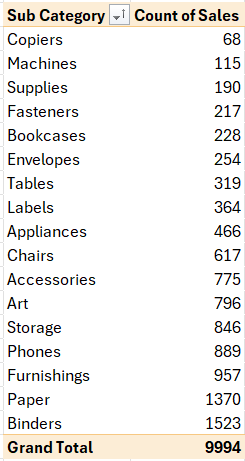 Sub Category Count of Sales
Copiers 68
Machines 115
Supplies 190
Fasteners 217
Bookcases 228
Envelopes 254
Tables 319
Labels 364
Appliances 466
Chairs 617
Accessories 775
Art 796
Storage 846
Phones 889
Furnishings 957
Paper 1370
Binders 1523
Grand Total 9994